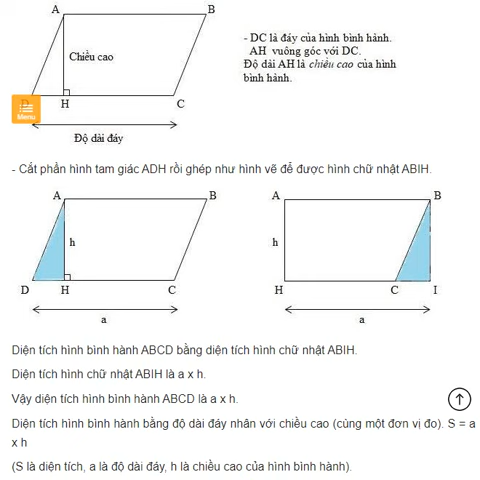 A
B
- DC là đáy của hình bình hành.
AH vuông góc với DC.
Chiều cao
Độ dài AH là chiều cao của hình
bình hành.
Menu
H
C
Độ dài đáy
- Cắt phần hình tam giác ADH rồi ghép như hình vẽ để được hình chữ nhật ABIH.
A
B
A
B
h
h
D
H
C
H
C
I
a
a
Diện tích hình bình hành ABCD bằng diện tích hình chữ nhật ABIH.
Diện tích hình chữ nhật ABIH là a x h.
Vậy diện tích hình bình hành ABCD là a x h.
Diện tích hình bình hành bằng độ dài đáy nhân với chiều cao (cùng một đơn vị đo). S = a
x h
(S là diện tích, a là độ dài đáy, h là chiều cao của hình bình hành).